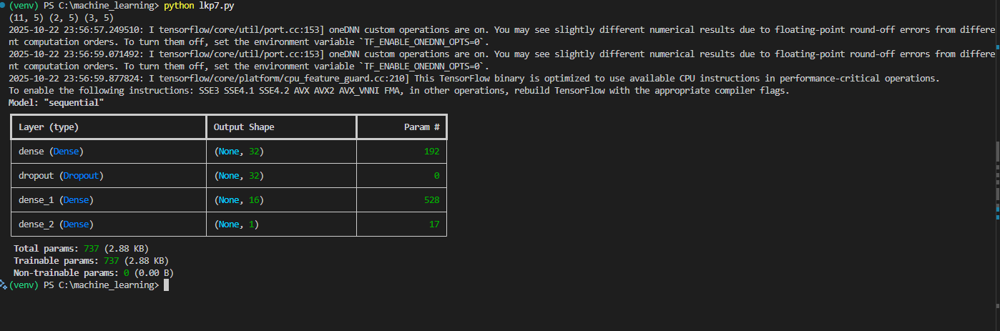 (venv) PS C:\machine_learning> python lkp7.py
(11, 5) (2, 5) (3, 5)
2025-10-22 23:56:57.249510: I tensorflow/core/util/port.cc:153] oneDNN custom operations are on. You may see slightly different numerical results due to floating-point round-off errors from differe
nt computation orders. To turn them off, set the environment variable `TF_ENABLE_ONEDNN_OPTS=0`.
2025-10-22 23:56:59.071492: I tensorflow/core/util/port.cc:153] oneDNN custom operations are on. You may see slightly different numerical results due to floating-point round-off errors from differe
nt computation orders. To turn them off, set the environment variable `TF_ENABLE_ONEDNN_OPTS=0`.
2025-10-22 23:56:59.877824: I tensorflow/core/platform/cpu_feature_guard.cc:210] This TensorFlow binary is optimized to use available CPU instructions in performance-critical operations.
To enable the following instructions: SSE3 SSE4.1 SSE4.2 AVX AVX2 AVX_VNNI FMA, in other operations, rebuild TensorFlow with the appropriate compiler flags.
Model: "sequential"
Layer (type) Output Shape Param #
dense (Dense) (None, 32) 192
dropout (Dropout) (None, 32) 0
dense_1 (Dense) (None, 16) 528
dense_2 (Dense) (None, 1) 17
Total params: 737 (2.88 KB)
Trainable params: 737 (2.88 KB)
Non-trainable params: 0 (0.00 B)
(venv) PS C:\machine_learning>